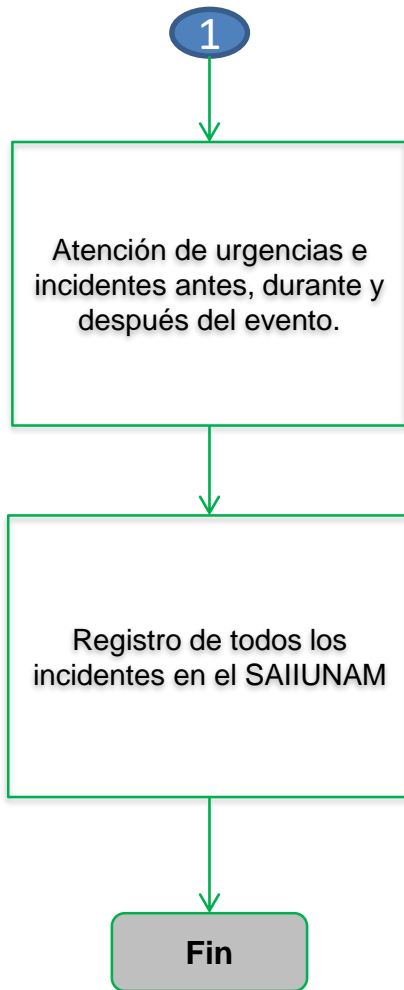 1
Atención de urgencias e
incidentes antes, durante y
después del evento.
Registro de todos los
incidentes en el SAIIUNAM
Fin